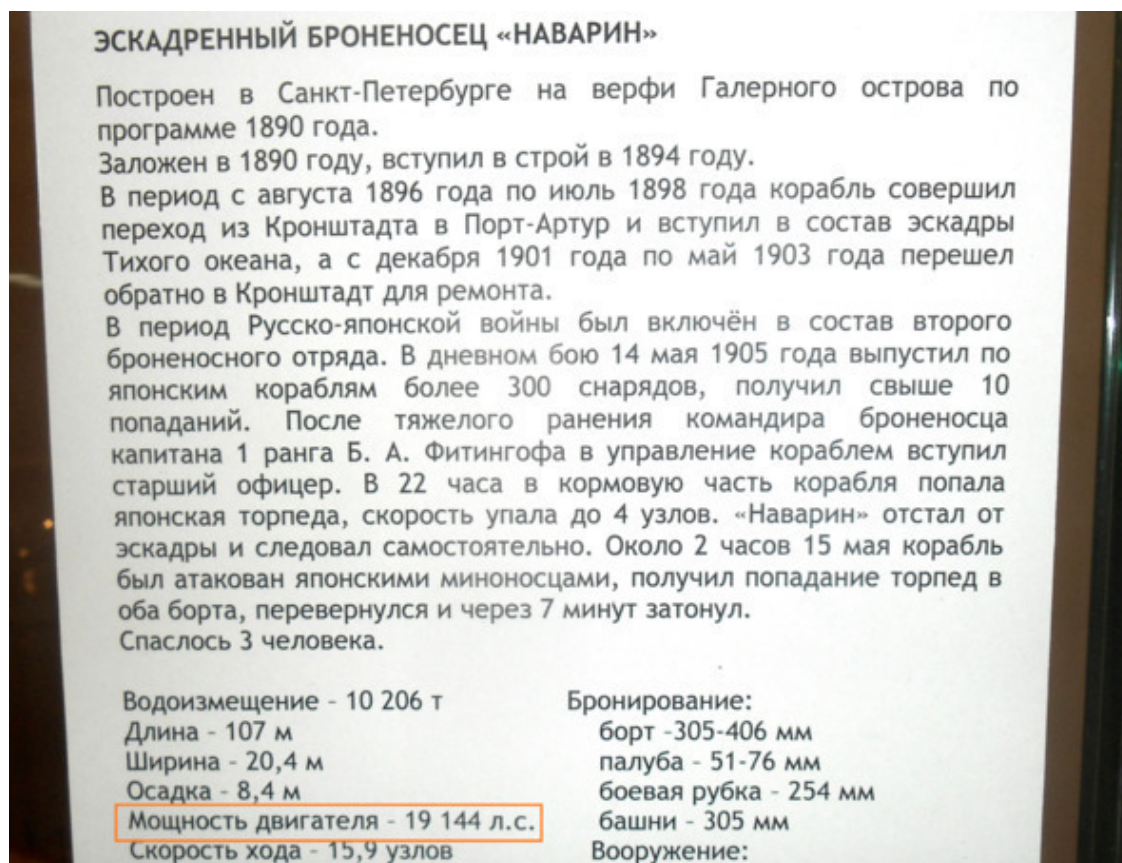 ЭСКАДРЕННЫЙ БРОНЕНОСЕЦ «НАВАРИН»
Построен в Санкт-Петербурге на верфи Галерного острова по
программе 1890 года.
Заложен в 1890 году, вступил в строй в 1894 году.
В период с августа 1896 года по июль 1898 года корабль совершил
переход из Кронштадта в Порт-Артур и вступил в состав эскадры
Тихого океана, а с декабря 1901 года по май 1903 года перешел
обратно в Кронштадт для ремонта.
В период Русско-японской войны был включён в состав второго
броненосного отряда. В дневном бою 14 мая 1905 года выпустил по
японским кораблям более 300 снарядов, получил свыше 10
попаданий. После тяжелого ранения командира броненосца
капитана 1 ранга Б. А. Фитингофа в управление кораблем вступил
старший офицер. В 22 часа в кормовую часть корабля попала
японская торпеда, скорость упала до 4 узлов. «Наварин» отстал от
эскадры и следовал самостоятельно. Около 2 часов 15 мая корабль
был атакован японскими миноносцами, получил попадание торпед в
оба борта, перевернулся и через 7 минут затонул.
Спаслось 3 человека.
Водоизмещение - 10 206 т
Длина - 107 м
Ширина - 20,4 м
Осадка - 8,4 м
Мощность двигателя - 19 144 л.с.
Скорость хода - 15,9 узлов
Бронирование:
борт -305-406 мм
палуба - 51-76 мм
боевая рубка - 254 мм
башни - 305 мм
Вооружение: